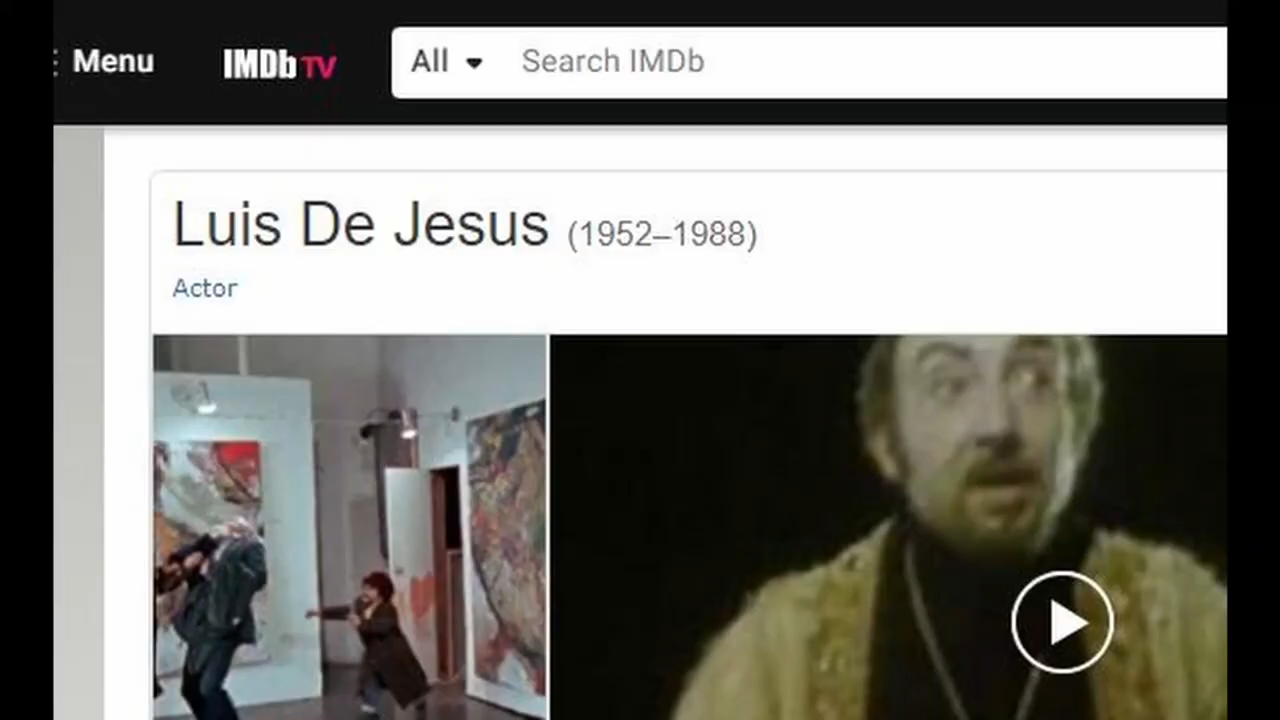 Menu IMDb TV All Search IMDb
Luis De Jesus (1952–1988)
Actor